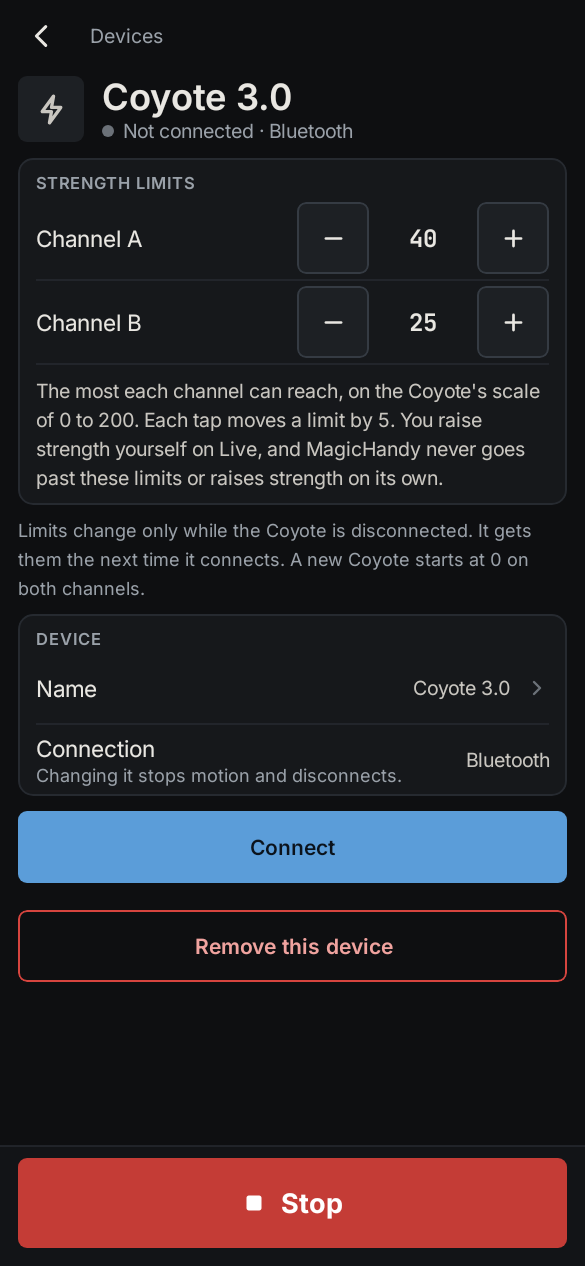 Devices
Coyote 3.0
Not connected · Bluetooth
STRENGTH LIMITS
Channel A
− 40 +
Channel B
− 25 +
The most each channel can reach, on the Coyote's scale
of 0 to 200. Each tap moves a limit by 5. You raise
strength yourself on Live, and MagicHandy never goes
past these limits or raises strength on its own.
Limits change only while the Coyote is disconnected. It gets
them the next time it connects. A new Coyote starts at 0 on
both channels.
DEVICE
Name
Coyote 3.0
Connection
Changing it stops motion and disconnects.
Bluetooth
Connect
Remove this device
Stop